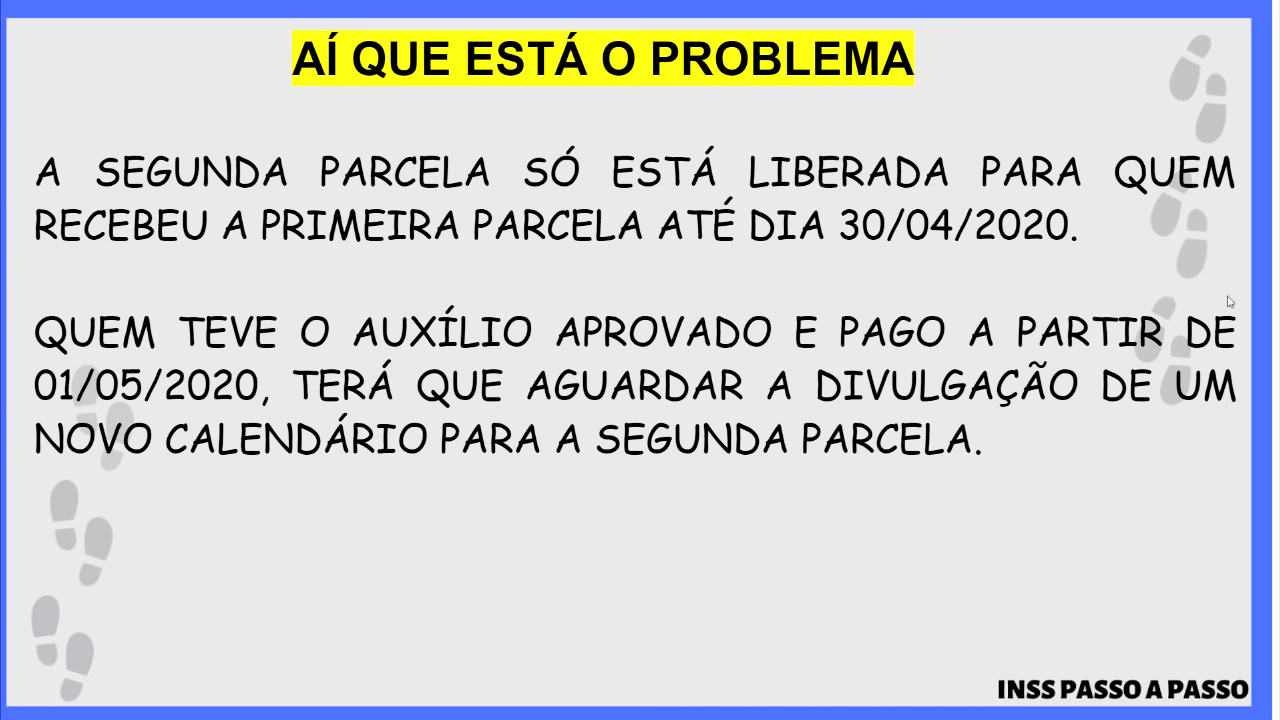 AÍ QUE ESTÁ O PROBLEMA
A SEGUNDA PARCELA SÓ ESTÁ LIBERADA PARA QUEM
RECEBEU A PRIMEIRA PARCELA ATÉ DIA 30/04/2020.
QUEM TEVE O AUXÍLIO APROVADO E PAGO A PARTIR DE
01/05/2020, TERÁ QUE AGUARDAR A DIVULGAÇÃO DE UM
NOVO CALENDÁRIO PARA A SEGUNDA PARCELA.
INSS PASSO A PASSO